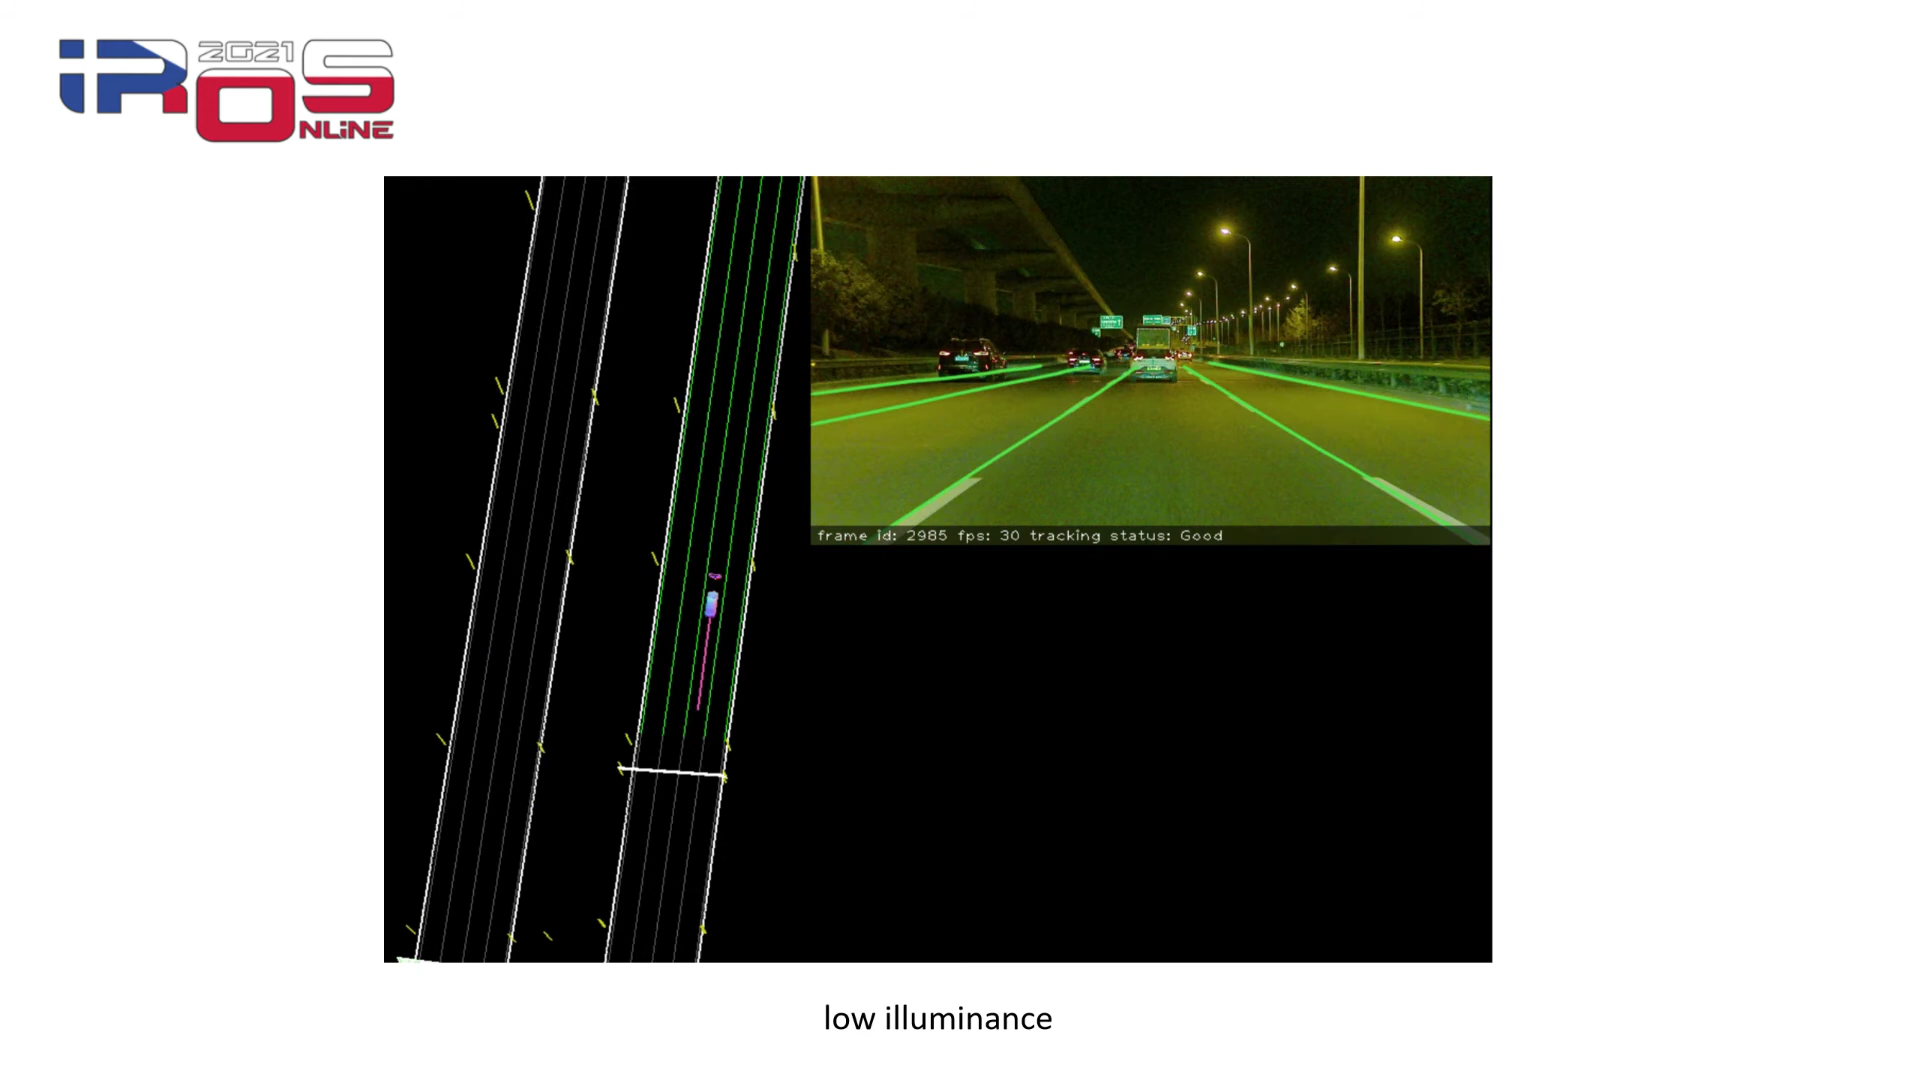 iROS 2021 ONLiNE
frame id: 2985 fps: 30 tracking status: Good
low illuminance